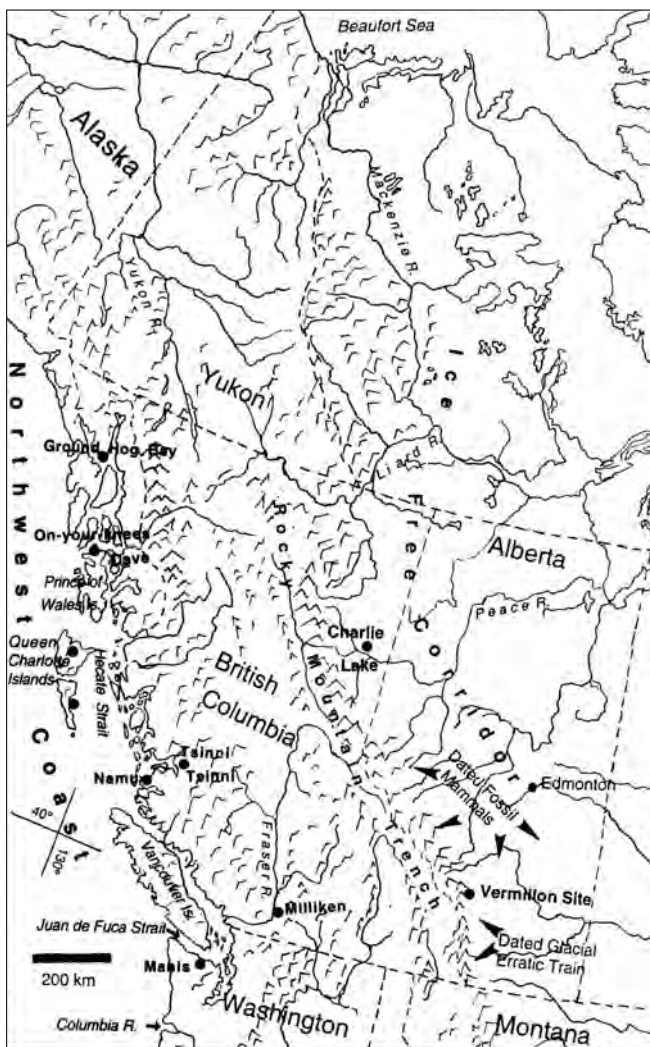 Beaufort Sea
Alaska
Mackenzie R.
Yukon R.
Yukon
Ice Free Corridor
Northwest Coast
Ground Hog Bay
Liard R.
On-your-knees
Cave
Alberta
Prince of
Wales Is.
Rocky Mountain Trench
Peace R.
Charlie
Lake
Queen
Charlotte
Islands
Hecate Strait
British
Columbia
Tsinni
Tsinni
Namu
Dated Fossil
Mammals
Edmonton
40°
130°
Vancouver Is.
Fraser R.
Milliken
Vermilion Site
Juan de Fuca Strait
Manis
Dated Glacial
Erratic Train
200 km
Washington
Montana
Columbia R.